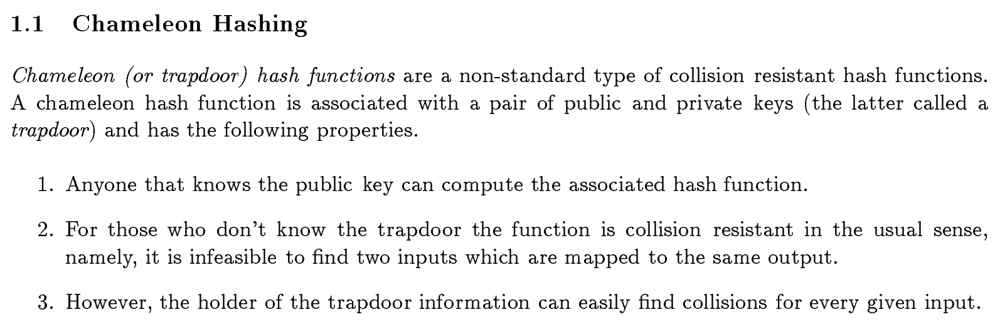 1.1 Chameleon Hashing
Chameleon (or trapdoor) hash functions are a non-standard type of collision resistant hash functions.
A chameleon hash function is associated with a pair of public and private keys (the latter called a
trapdoor) and has the following properties.
1. Anyone that knows the public key can compute the associated hash function.
2. For those who don't know the trapdoor the function is collision resistant in the usual sense,
namely, it is infeasible to find two inputs which are mapped to the same output.
3. However, the holder of the trapdoor information can easily find collisions for every given input.